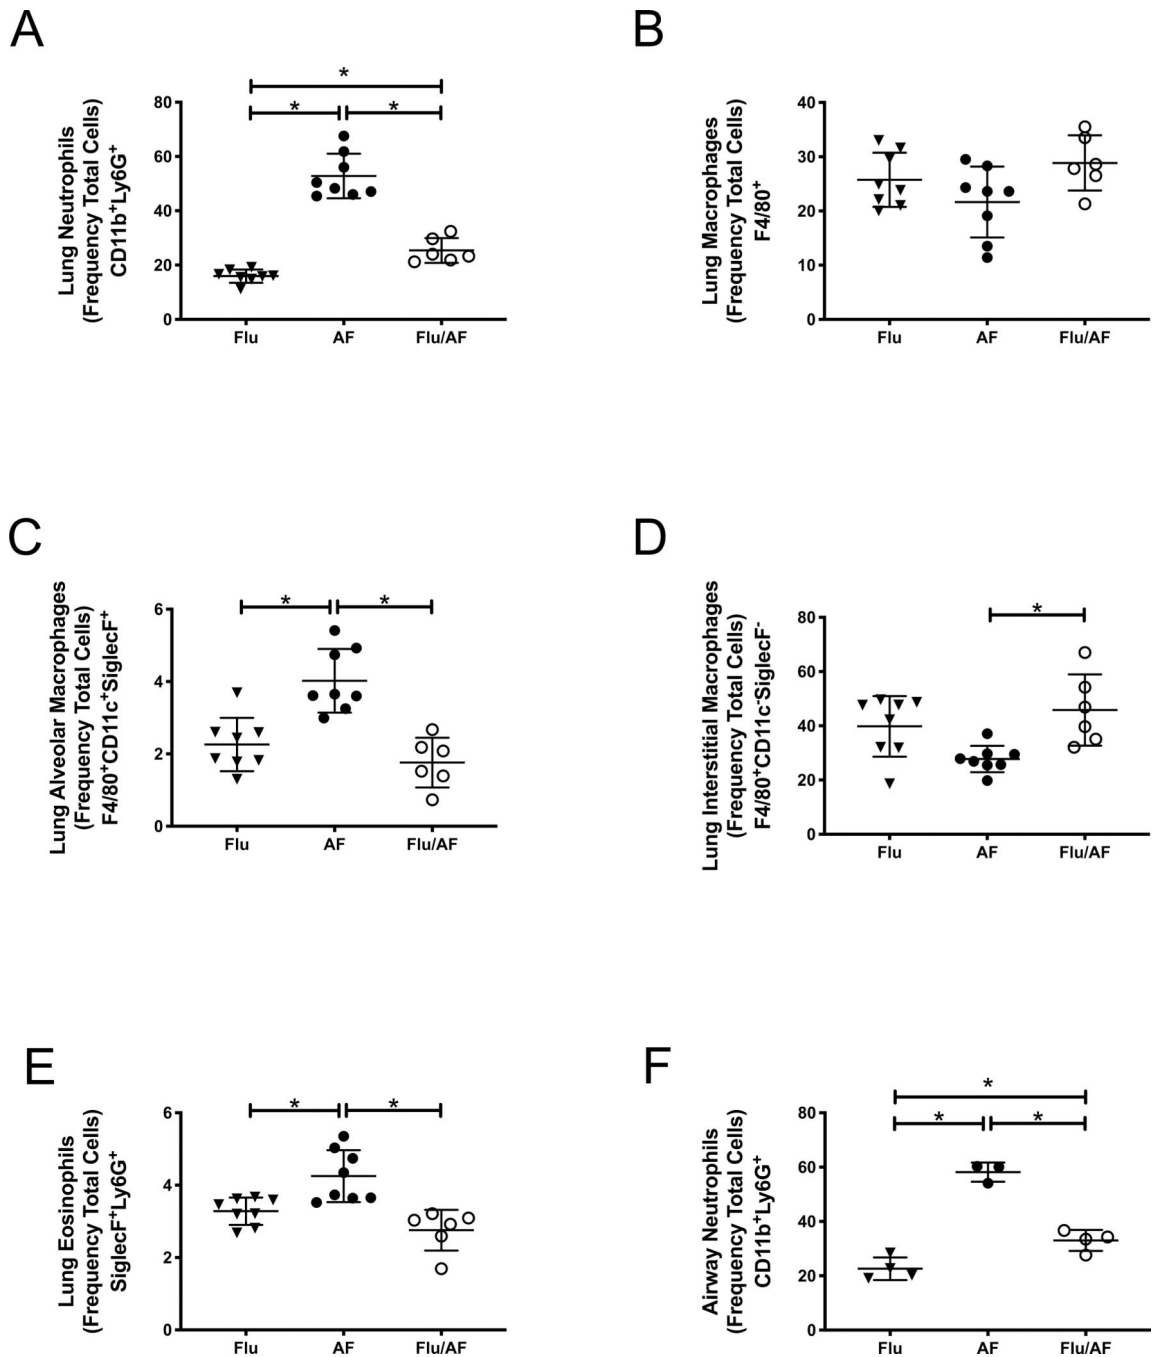 A
Lung Neutrophils
(Frequency Total Cells)
CD11b⁺Ly6G⁺
80
60
40
20
0
*
*
*
Flu
AF
Flu/AF
B
Lung Macrophages
(Frequency Total Cells)
F4/80⁺
40
30
20
10
0
Flu
AF
Flu/AF
C
Lung Alveolar Macrophages
(Frequency Total Cells)
F4/80⁺CD11c⁺SiglecF⁺
6
4
2
0
*
*
Flu
AF
Flu/AF
D
Lung Interstitial Macrophages
(Frequency Total Cells)
F4/80⁺CD11c⁻SiglecF⁻
80
60
40
20
0
*
Flu
AF
Flu/AF
E
Lung Eosinophils
(Frequency Total Cells)
SiglecF⁺Ly6G⁺
6
4
2
0
*
*
Flu
AF
Flu/AF
F
Airway Neutrophils
(Frequency Total Cells)
CD11b⁺Ly6G⁺
80
60
40
20
0
*
*
*
Flu
AF
Flu/AF